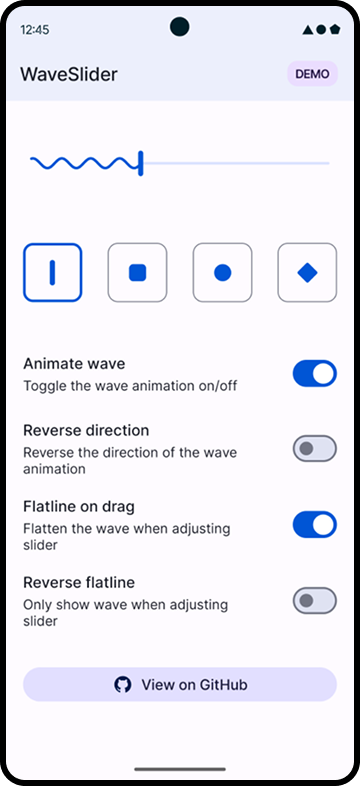 12:45
WaveSlider
DEMO
Animate wave
Toggle the wave animation on/off
Reverse direction
Reverse the direction of the wave
animation
Flatline on drag
Flatten the wave when adjusting
slider
Reverse flatline
Only show wave when adjusting
slider
View on GitHub